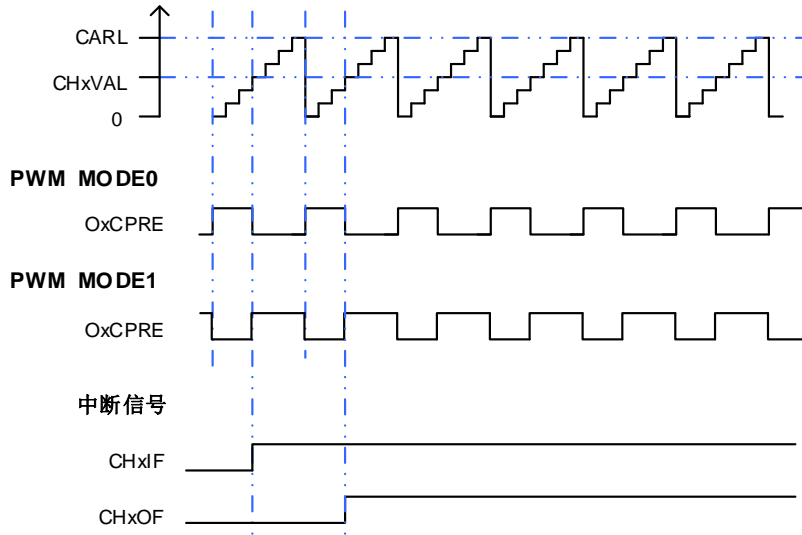 CARL
CHxVAL
0
PWM MODE0
OxCPRE
PWM MODE1
OxCPRE
中断信号
CHxIF
CHxOF